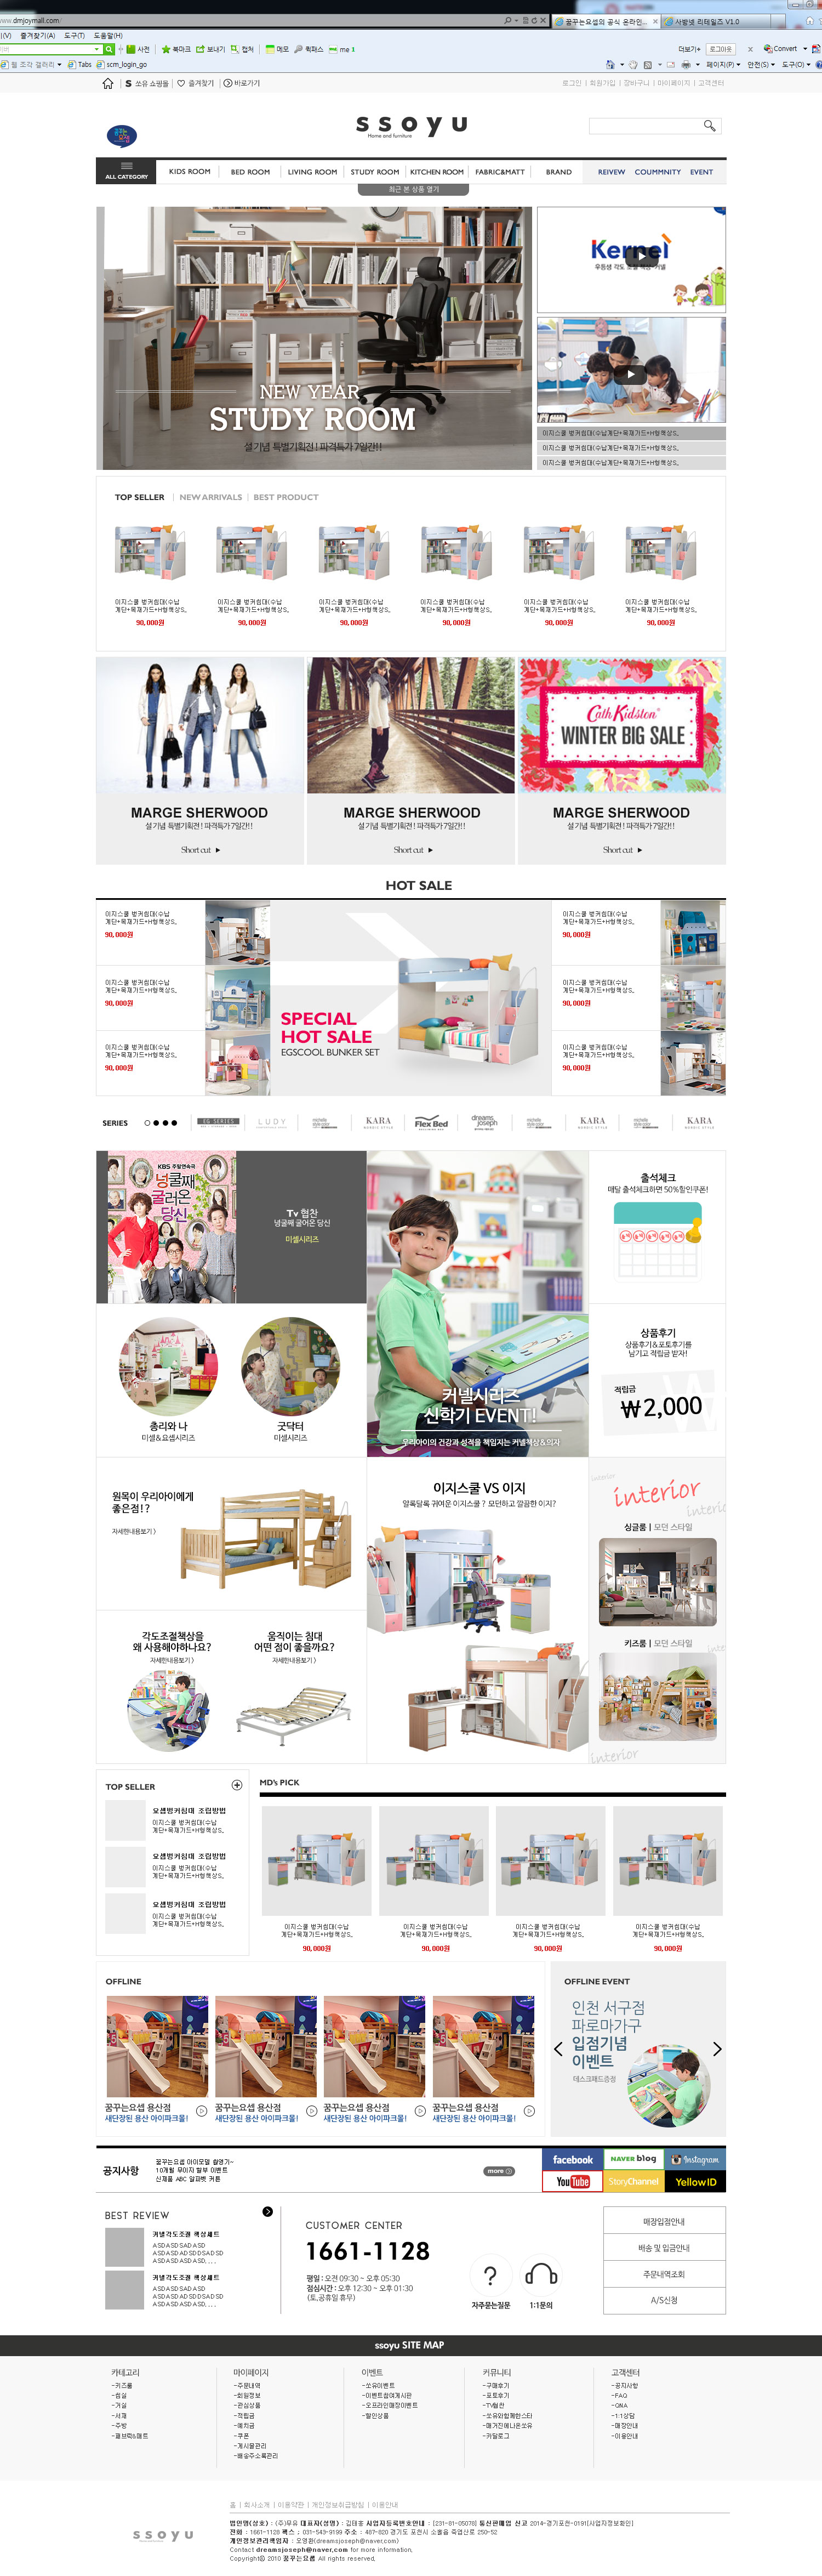 www.dmjoymall.com/
꿈꾸는요셉의 공식 온라인...
사방넷 리테일즈 V1.0
(V) 즐겨찾기(A) 도구(T) 도움말(H)
사전 북마크 보내기 캡처 메모 퀵패스 me 더보기+ 로그아웃 Convert
웹 조각 갤러리 Tabs scm_login_go 페이지(P) 안전(S) 도구(O)
S 쏘유 쇼핑몰 즐겨찾기 바로가기
로그인 | 회원가입 | 장바구니 | 마이페이지 | 고객센터
ssoyu
Home and furniture
ALL CATEGORY KIDS ROOM BED ROOM LIVING ROOM STUDY ROOM KITCHEN ROOM FABRIC&MATT BRAND REIVEW COUMMNITY EVENT
최근 본 상품 열기
Kernel
우등생 각도 조절 책상-커널
NEW YEAR
STUDY ROOM
설기념 특별기획전! 파격특가 7일간!!
이지스쿨 벙커침대(수납계단+목재가드+H형책상S..
이지스쿨 벙커침대(수납계단+목재가드+H형책상S..
이지스쿨 벙커침대(수납계단+목재가드+H형책상S..
TOP SELLER | NEW ARRIVALS | BEST PRODUCT
이지스쿨 벙커침대(수납 이지스쿨 벙커침대(수납 이지스쿨 벙커침대(수납 이지스쿨 벙커침대(수납 이지스쿨 벙커침대(수납 이지스쿨 벙커침대(수납
계단+목재가드+H형책상S.. 계단+목재가드+H형책상S.. 계단+목재가드+H형책상S.. 계단+목재가드+H형책상S.. 계단+목재가드+H형책상S.. 계단+목재가드+H형책상S..
90,000원 90,000원 90,000원 90,000원 90,000원 90,000원
Cath Kidston
WINTER BIG SALE
MARGE SHERWOOD MARGE SHERWOOD MARGE SHERWOOD
설기념 특별기획전! 파격특가 7일간!! 설기념 특별기획전! 파격특가 7일간!! 설기념 특별기획전! 파격특가 7일간!!
Short cut Short cut Short cut
HOT SALE
이지스쿨 벙커침대(수납
계단+목재가드+H형책상S..
90,000원
이지스쿨 벙커침대(수납
계단+목재가드+H형책상S..
90,000원
이지스쿨 벙커침대(수납
계단+목재가드+H형책상S..
90,000원
SPECIAL
HOT SALE
EGSCOOL BUNKER SET
이지스쿨 벙커침대(수납
계단+목재가드+H형책상S..
90,000원
이지스쿨 벙커침대(수납
계단+목재가드+H형책상S..
90,000원
이지스쿨 벙커침대(수납
계단+목재가드+H형책상S..
90,000원
SERIES EG SERIES LUDY KARA Flex Bed dreams joseph KARA KARA
KBS 주말연속극
넝쿨째
굴러온
당신
Tv 협찬
넝쿨째 굴어온 당신
미셸시리즈
총리와 나
미셸&요셉시리즈
굿닥터
미셸시리즈
커넬시리즈
신학기 EVENT!
우리아이의 건강과 성적을 책임지는 커넬책상&의자
출석체크
매달 출석체크하면 50%할인쿠폰!
상품후기
상품후기&포토후기를
남기고 적립금 받자!
적립금
₩2,000
원목이 우리아이에게
좋은점!?
자세한내용보기 >
이지스쿨 VS 이지
알록달록 귀여운 이지스쿨? 모던하고 깔끔한 이지?
interior
interior
interior
싱글룸 | 모던 스타일
키즈룸 | 모던 스타일
interior
각도조절책상을
왜 사용해야하나요?
자세한내용보기 >
움직이는 침대
어떤 점이 좋을까요?
자세한내용보기 >
TOP SELLER
요셉벙커침대 조립방법
이지스쿨 벙커침대(수납
계단+목재가드+H형책상S..
요셉벙커침대 조립방법
이지스쿨 벙커침대(수납
계단+목재가드+H형책상S..
요셉벙커침대 조립방법
이지스쿨 벙커침대(수납
계단+목재가드+H형책상S..
MD's PICK
이지스쿨 벙커침대(수납 이지스쿨 벙커침대(수납 이지스쿨 벙커침대(수납 이지스쿨 벙커침대(수납
계단+목재가드+H형책상S.. 계단+목재가드+H형책상S.. 계단+목재가드+H형책상S.. 계단+목재가드+H형책상S..
90,000원 90,000원 90,000원 90,000원
OFFLINE
꿈꾸는요셉 용산점 꿈꾸는요셉 용산점 꿈꾸는요셉 용산점 꿈꾸는요셉 용산점
새단장된 용산 아이파크몰! 새단장된 용산 아이파크몰! 새단장된 용산 아이파크몰! 새단장된 용산 아이파크몰!
OFFLINE EVENT
인천 서구점
파로마가구
입점기념
이벤트
데스크패드증정
공지사항
꿈꾸는요셉 아이모델 촬영기~
10개월 무이자 할부 이벤트
신제품 ABC 알파벳 커튼
more
facebook NAVER blog Instagram
YouTube StoryChannel Yellow ID
BEST REVIEW
커넬각도조절 책상세트
ASDASDSADASD
ASDASDADSDDSADSD
ASDASDASDASD....
커넬각도조절 책상세트
ASDASDSADASD
ASDASDADSDDSADSD
ASDASDASDASD....
CUSTOMER CENTER
1661-1128
평일 : 오전 09:30 ~ 오후 05:30
점심시간 : 오후 12:30 ~ 오후 01:30
(토,공휴일 휴무)
자주묻는질문
1:1문의
매장입점안내
배송 및 입금안내
주문내역조회
A/S신청
ssoyu SITE MAP
카테고리
-키즈룸
-침실
-거실
-서재
-주방
-패브릭&매트
마이페이지
-주문내역
-회원정보
-관심상품
-적립금
-예치금
-쿠폰
-게시물관리
-배송주소록관리
이벤트
-쏘유이벤트
-이벤트참여게시판
-오프라인매장이벤트
-할인상품
커뮤니티
-구매후기
-포토후기
-TV협찬
-쏘유와함께한스타
-매거진에나온쏘유
-카달로그
고객센터
-공지사항
-FAQ
-QNA
-1:1상담
-매장안내
-이용안내
홈 | 회사소개 | 이용약관 | 개인정보취급방침 | 이용안내
ssoyu
법인명(상호) : (주)무유 대표자(성명) : 김태홍 사업자등록번호안내 : [231-81-05078] 통신판매업 신고 2014-경기포천-0191[사업자정보확인]
전화 : 1661-1128 팩스 : 031-543-9199 주소 : 487-820 경기도 포천시 소흘읍 죽엽산로 250-52
개인정보관리책임자 : 오영환(dreamsjoseph@naver.com)
Contact dreamsjoseph@naver.com for more information.
Copyright© 2010 꿈꾸는요셉 All rights reserved.